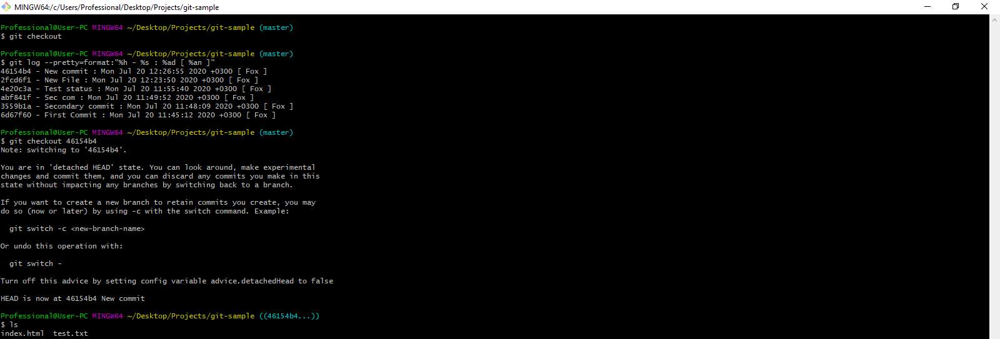 MINGW64:/c/Users/Professional/Desktop/Projects/git-sample
Professional@User-PC MINGW64 ~/Desktop/Projects/git-sample (master)
$ git checkout
Professional@User-PC MINGW64 ~/Desktop/Projects/git-sample (master)
$ git log --pretty=format:"%h - %s : %ad [ %an ]"
46154b4 - New commit : Mon Jul 20 12:26:55 2020 +0300 [ Fox ]
2fcd6f1 - New File : Mon Jul 20 12:23:50 2020 +0300 [ Fox ]
4e20c3a - Test status : Mon Jul 20 11:55:40 2020 +0300 [ Fox ]
abf841f - Sec com : Mon Jul 20 11:49:52 2020 +0300 [ Fox ]
3559b1a - Secondary commit : Mon Jul 20 11:48:09 2020 +0300 [ Fox ]
6d67f60 - First Commit : Mon Jul 20 11:45:12 2020 +0300 [ Fox ]
Professional@User-PC MINGW64 ~/Desktop/Projects/git-sample (master)
$ git checkout 46154b4
Note: switching to '46154b4'.
You are in 'detached HEAD' state. You can look around, make experimental
changes and commit them, and you can discard any commits you make in this
state without impacting any branches by switching back to a branch.
If you want to create a new branch to retain commits you create, you may
do so (now or later) by using -c with the switch command. Example:
git switch -c <new-branch-name>
Or undo this operation with:
git switch -
Turn off this advice by setting config variable advice.detachedHead to false
HEAD is now at 46154b4 New commit
Professional@User-PC MINGW64 ~/Desktop/Projects/git-sample ((46154b4...))
$ ls
index.html  test.txt